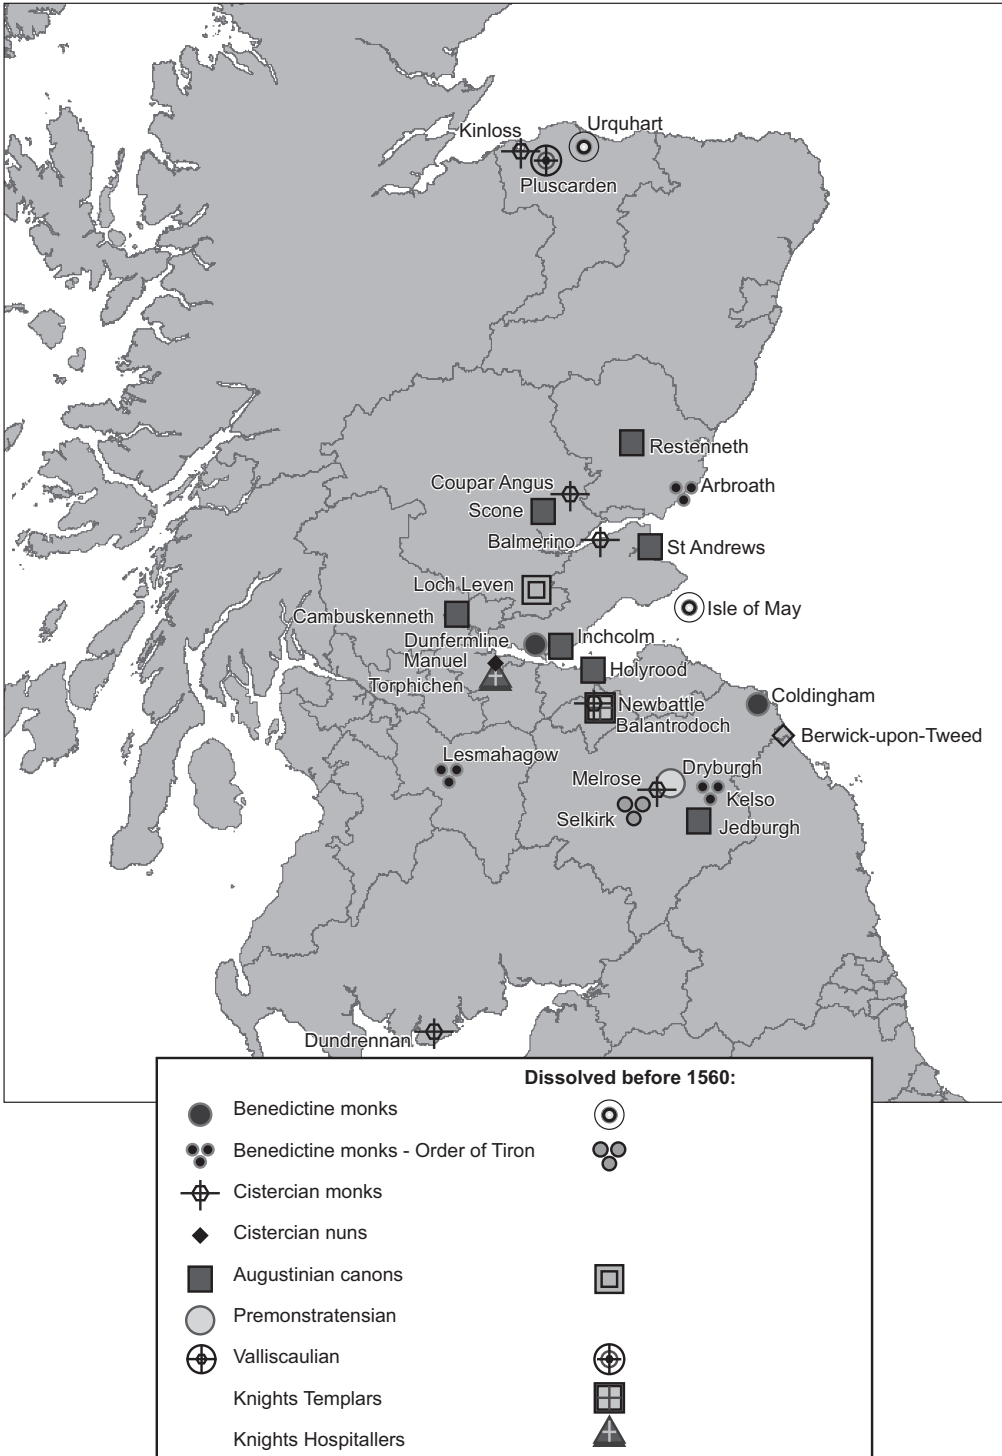 Kinloss
Urquhart
Pluscarden
Restenneth
Coupar Angus
Arbroath
Scone
Balmerino
St Andrews
Loch Leven
Isle of May
Cambuskenneth
Dunfermline
Inchcolm
Manuel
Holyrood
Torphichen
Coldingham
Newbattle
Balantrodoch
Berwick-upon-Tweed
Lesmahagow
Dryburgh
Melrose
Kelso
Selkirk
Jedburgh
Dundrennan
Dissolved before 1560:
Benedictine monks
Benedictine monks - Order of Tiron
Cistercian monks
Cistercian nuns
Augustinian canons
Premonstratensian
Valliscaulian
Knights Templars
Knights Hospitallers